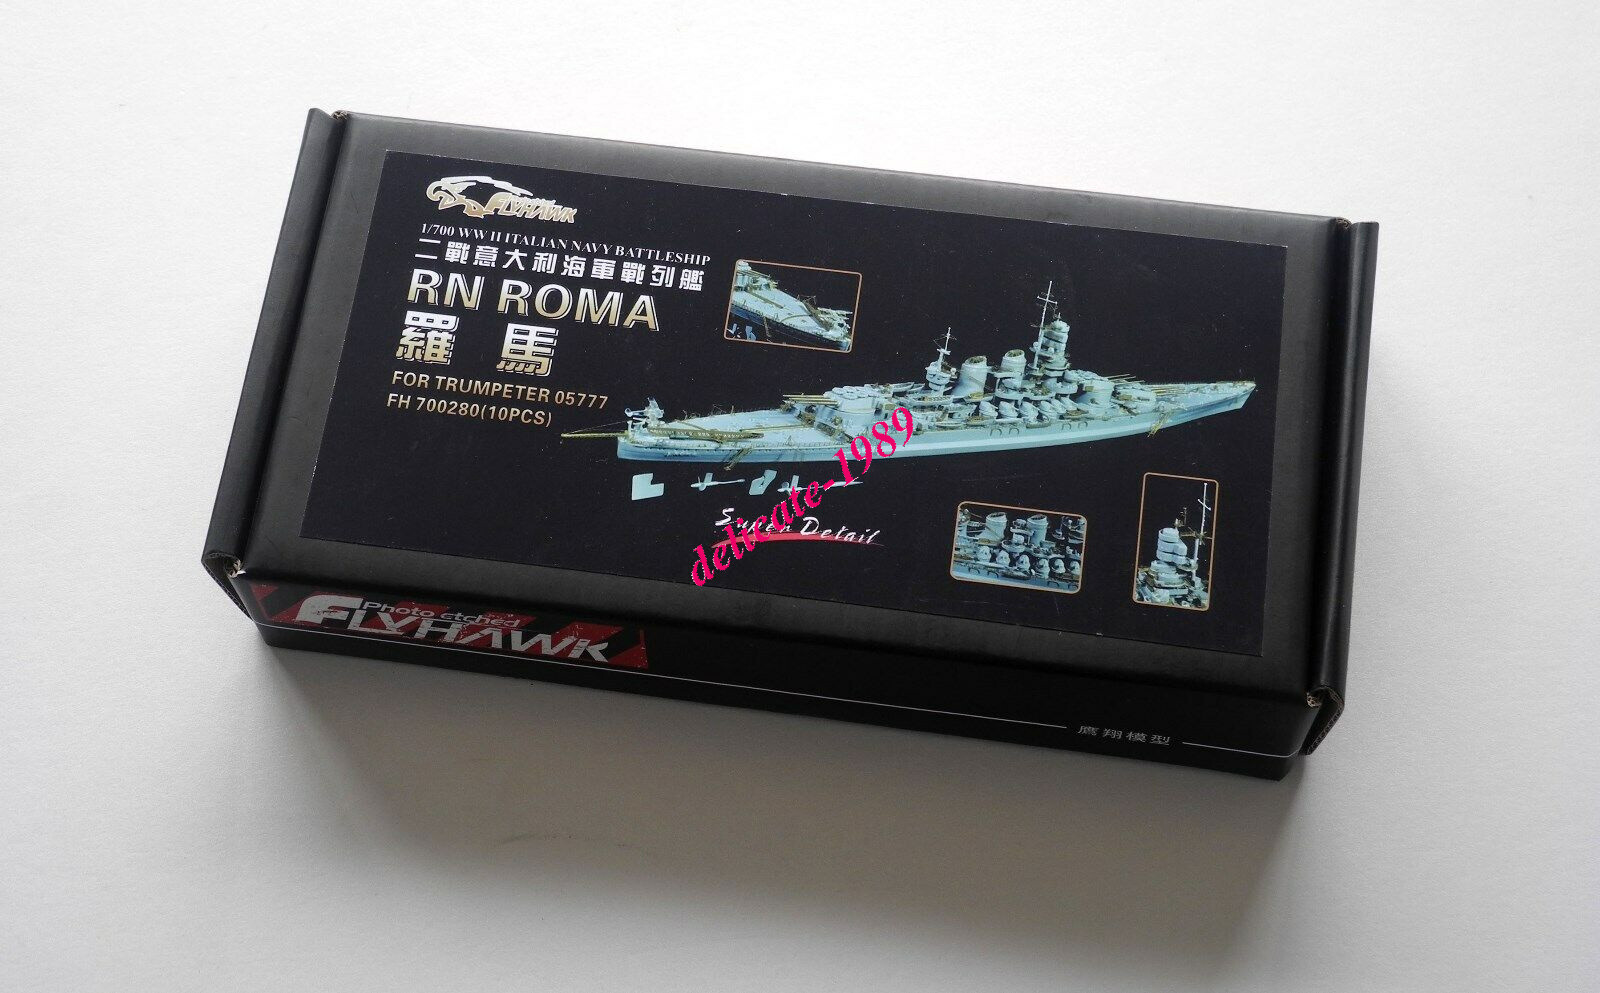 FLYHAWK
1/700 WW II ITALIAN NAVY BATTLESHIP
二戰意大利海軍戰列艦
RN ROMA
羅馬
FOR TRUMPETER 05777
FH 700280(10PCS)
Super Detail
delicate-1989
Photo etched
FLYHAWK
鷹翔模型